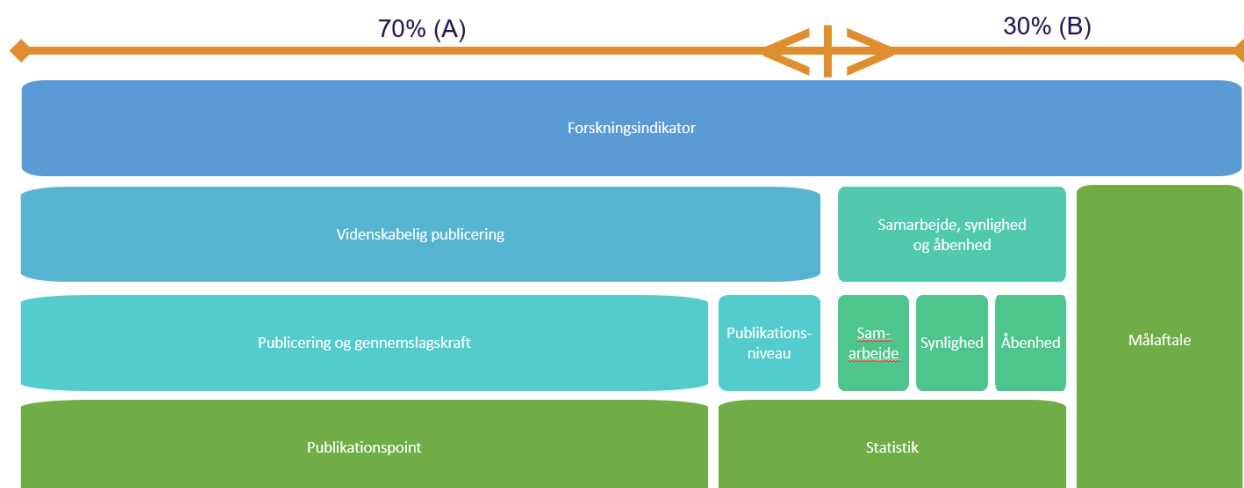 70% (A)
30% (B)
Forskningsindikator
Videnskabelig publicering
Samarbejde, synlighed
og åbenhed
Publicering og gennemslagskraft
Publikations-
niveau
Sam-
arbejde
Synlighed
Åbenhed
Målaftale
Publikationspoint
Statistik